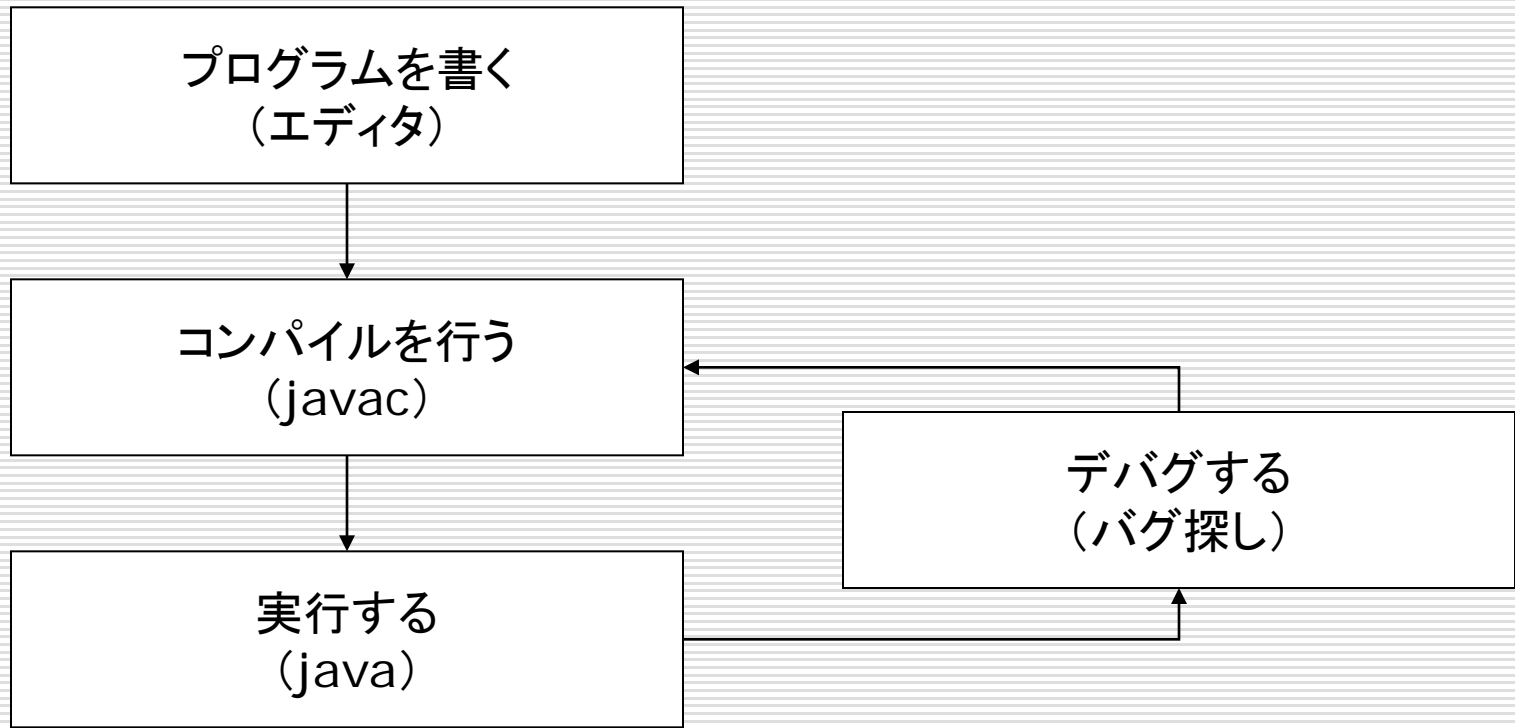 プログラムを書く
(エディタ)
コンパイルを行う
(javac)
デバグする
(バグ探し)
実行する
(java)